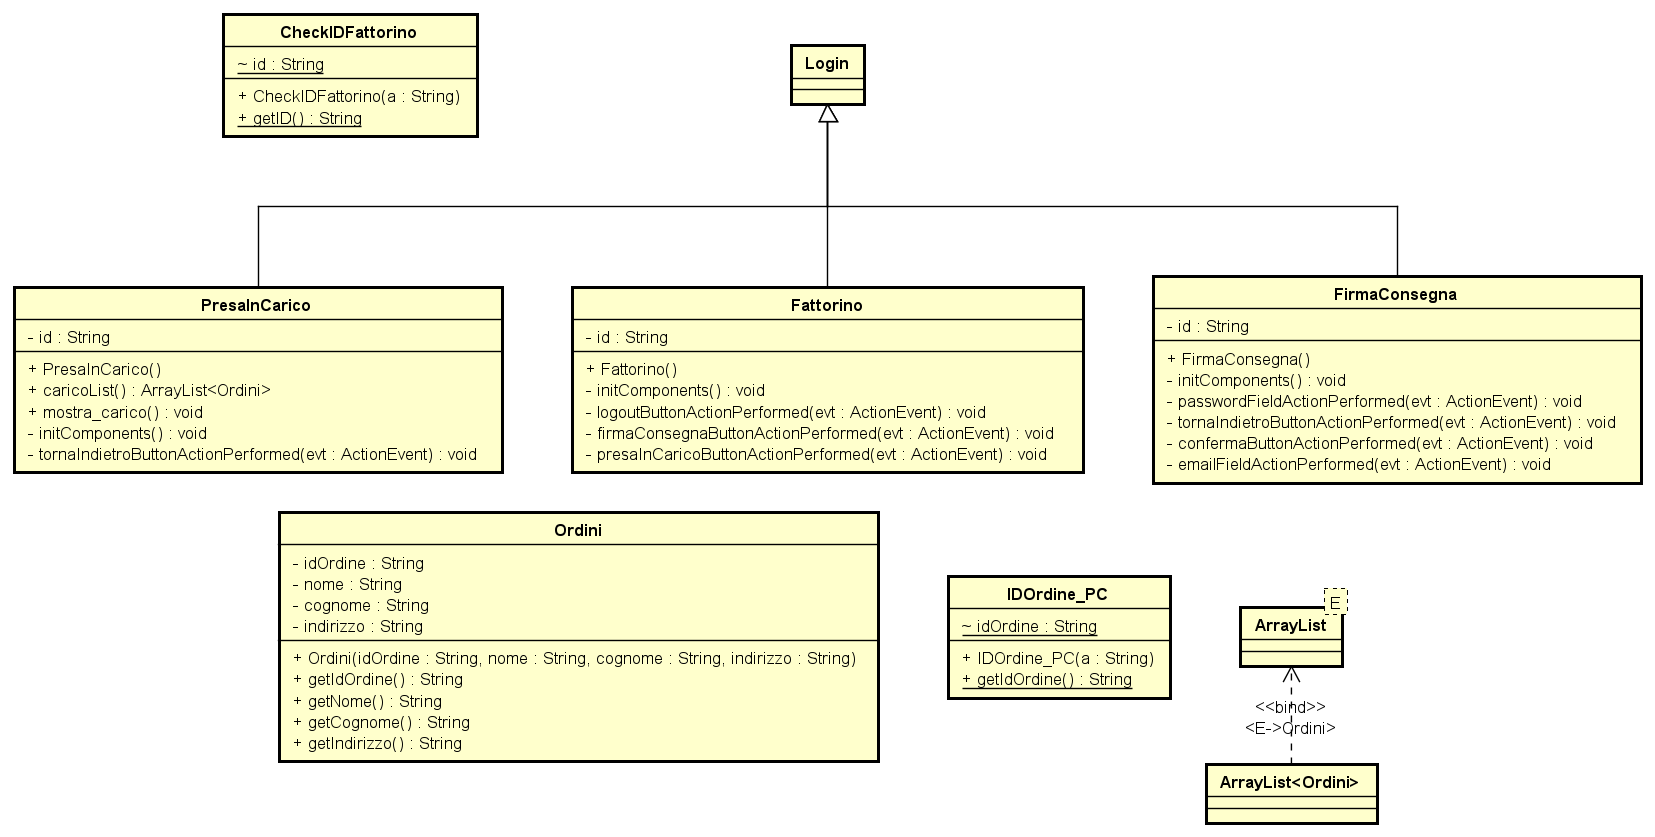 CheckIDFattorino
~ id : String
+ CheckIDFattorino(a : String)
+ getID() : String
Login
PresaInCarico
- id : String
+ PresaInCarico()
+ caricoList() : ArrayList<Ordini>
+ mostra_carico() : void
- initComponents() : void
- tornaIndietroButtonActionPerformed(evt : ActionEvent) : void
Fattorino
- id : String
+ Fattorino()
- initComponents() : void
- logoutButtonActionPerformed(evt : ActionEvent) : void
- firmaConsegnaButtonActionPerformed(evt : ActionEvent) : void
- presaInCaricoButtonActionPerformed(evt : ActionEvent) : void
FirmaConsegna
- id : String
+ FirmaConsegna()
- initComponents() : void
- passwordFieldActionPerformed(evt : ActionEvent) : void
- tornaIndietroButtonActionPerformed(evt : ActionEvent) : void
- confermaButtonActionPerformed(evt : ActionEvent) : void
- emailFieldActionPerformed(evt : ActionEvent) : void
Ordini
- idOrdine : String
- nome : String
- cognome : String
- indirizzo : String
+ Ordini(idOrdine : String, nome : String, cognome : String, indirizzo : String)
+ getIdOrdine() : String
+ getNome() : String
+ getCognome() : String
+ getIndirizzo() : String
IDOrdine_PC
~ idOrdine : String
+ IDOrdine_PC(a : String)
+ getIdOrdine() : String
E
ArrayList
<<bind>>
<E->Ordini>
ArrayList<Ordini>